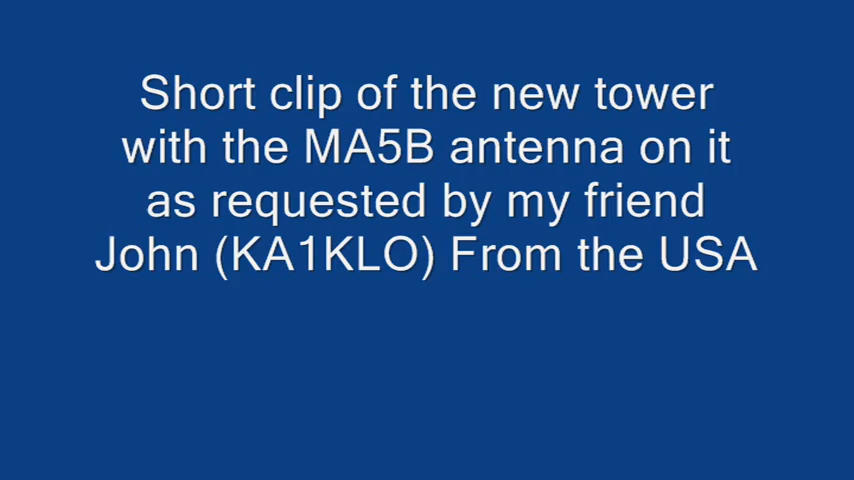 Short clip of the new tower
with the MA5B antenna on it
as requested by my friend
John (KA1KLO) From the USA